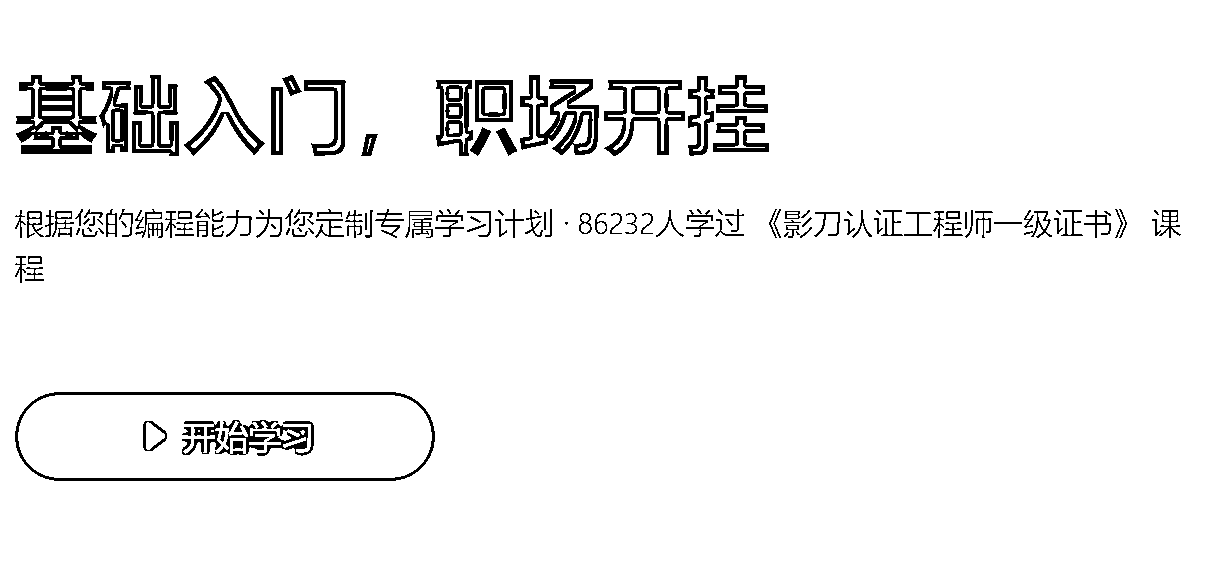 基础入门，职场开挂
根据您的编程能力为您定制专属学习计划 · 86232人学过 《影刀认证工程师一级证书》 课
程
开始学习